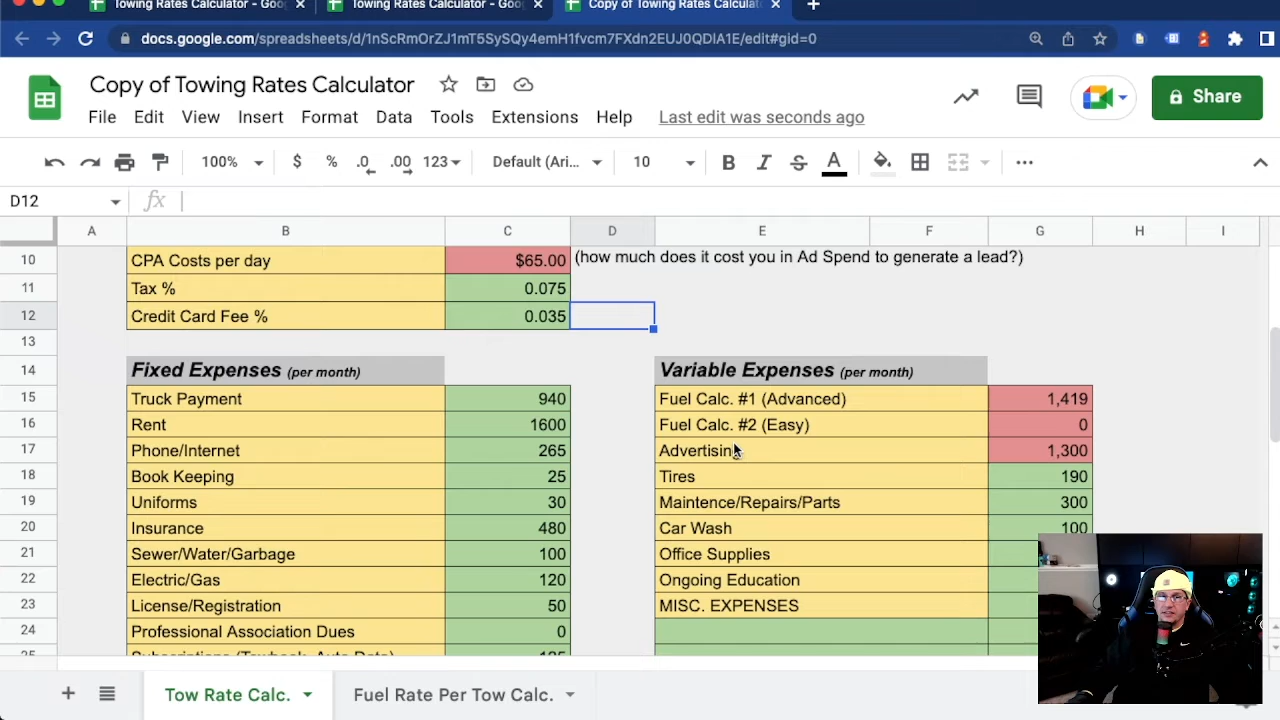 Towing Rates Calculator - Goo
Towing Rates Calculator - Goo
Copy of Towing Rates Calculat
docs.google.com/spreadsheets/d/1nScRmOrZJ1mT5SySQy4emH1fvcm7FXdn2EUJ0QDIA1E/edit#gid=0
Copy of Towing Rates Calculator
Share
File Edit View Insert Format Data Tools Extensions Help Last edit was seconds ago
100% $ % .0 .00 123 Default (Ari... 10 B I S A
D12 fx
A B C D E F G H I
10 CPA Costs per day $65.00 (how much does it cost you in Ad Spend to generate a lead?)
11 Tax % 0.075
12 Credit Card Fee % 0.035
13
14 Fixed Expenses (per month) Variable Expenses (per month)
15 Truck Payment 940 Fuel Calc. #1 (Advanced) 1,419
16 Rent 1600 Fuel Calc. #2 (Easy) 0
17 Phone/Internet 265 Advertising 1,300
18 Book Keeping 25 Tires 190
19 Uniforms 30 Maintence/Repairs/Parts 300
20 Insurance 480 Car Wash 100
21 Sewer/Water/Garbage 100 Office Supplies
22 Electric/Gas 120 Ongoing Education
23 License/Registration 50 MISC. EXPENSES
24 Professional Association Dues 0
25 Subscriptions (Towbook, Auto Data) 125
Tow Rate Calc. Fuel Rate Per Tow Calc.